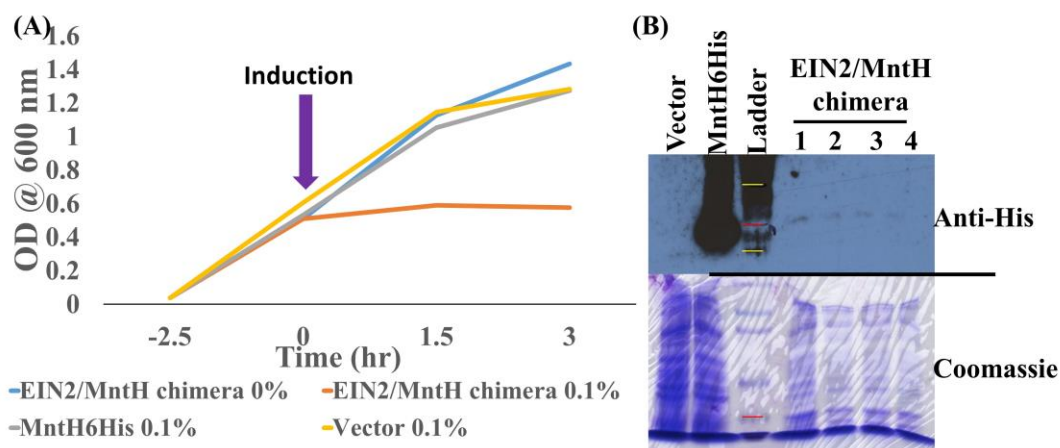 (A)
1.6
1.4
1.2
1
0.8
0.6
0.4
0.2
0
OD @ 600 nm
Induction
-2.5 0 1.5 3
Time (hr)
EIN2/MntH chimera 0% EIN2/MntH chimera 0.1%
MntH6His 0.1% Vector 0.1%
(B)
Vector
MntH6His
Ladder
EIN2/MntH
chimera
1 2 3 4
Anti-His
Coomassie